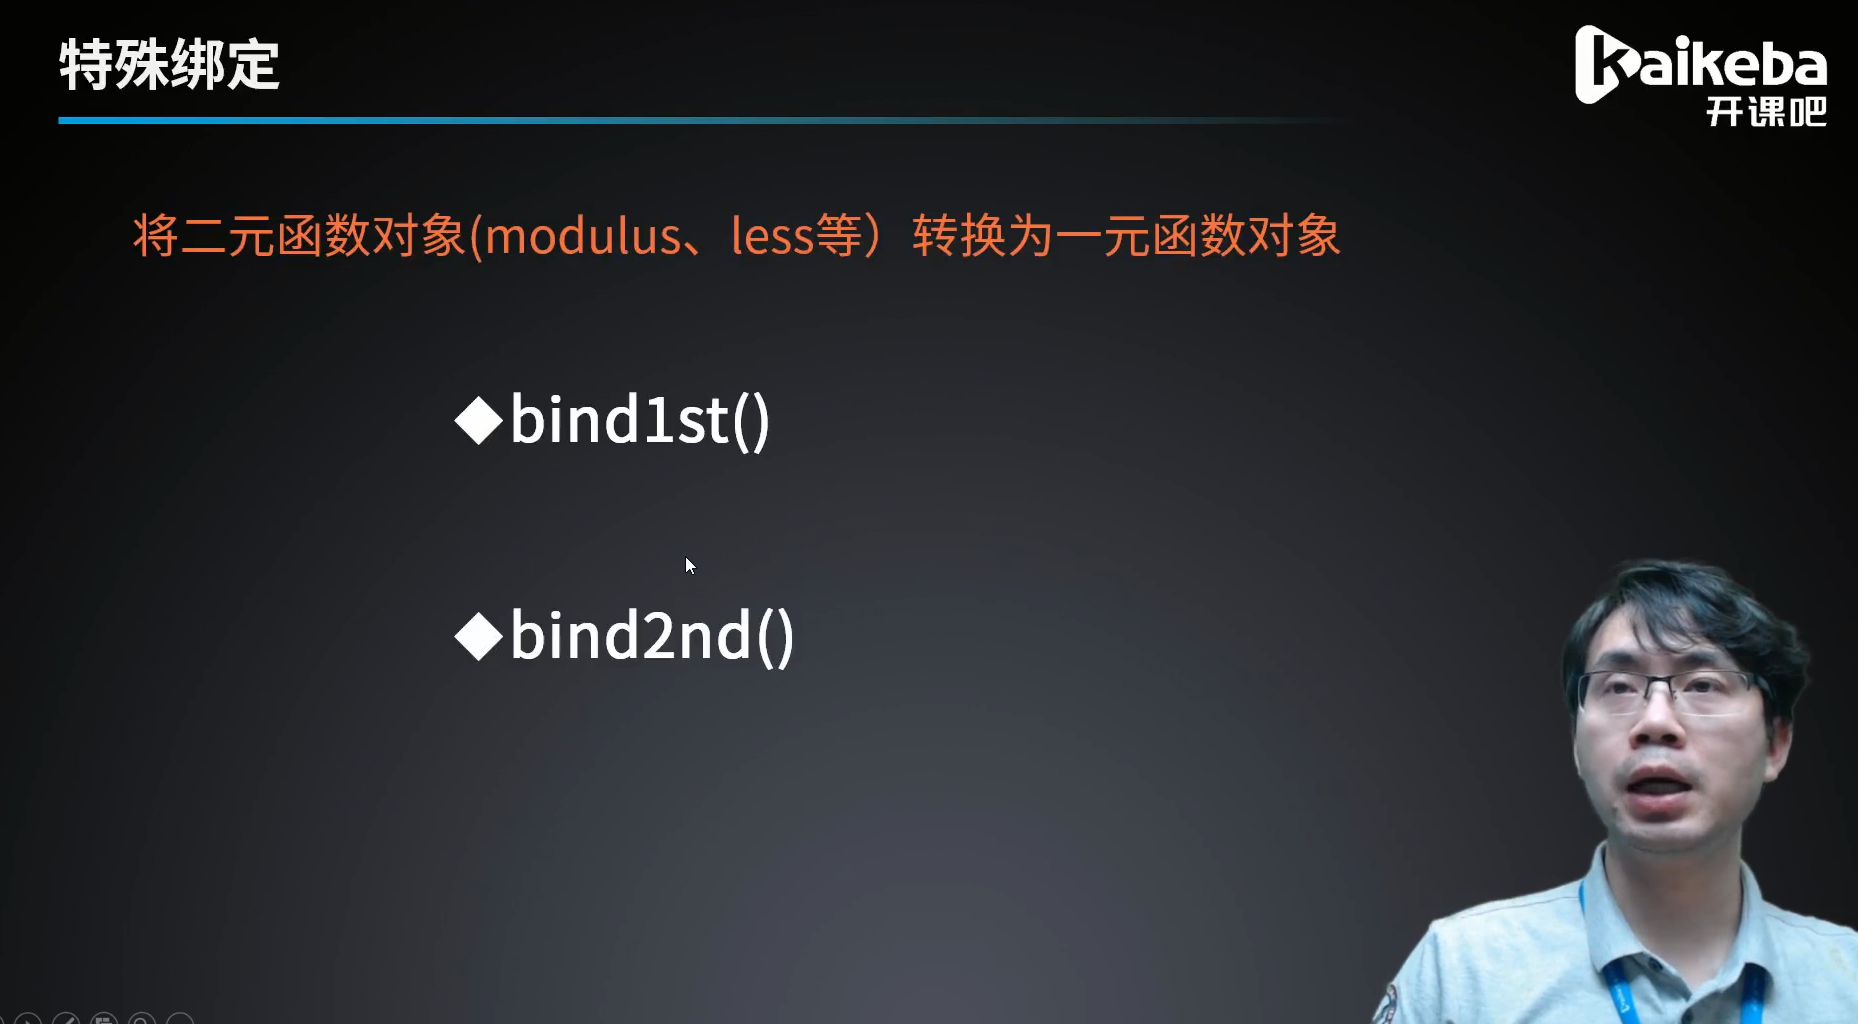 特殊绑定
kaikeba
开课吧
将二元函数对象(modulus、less等）转换为一元函数对象
◆bind1st()
◆bind2nd()